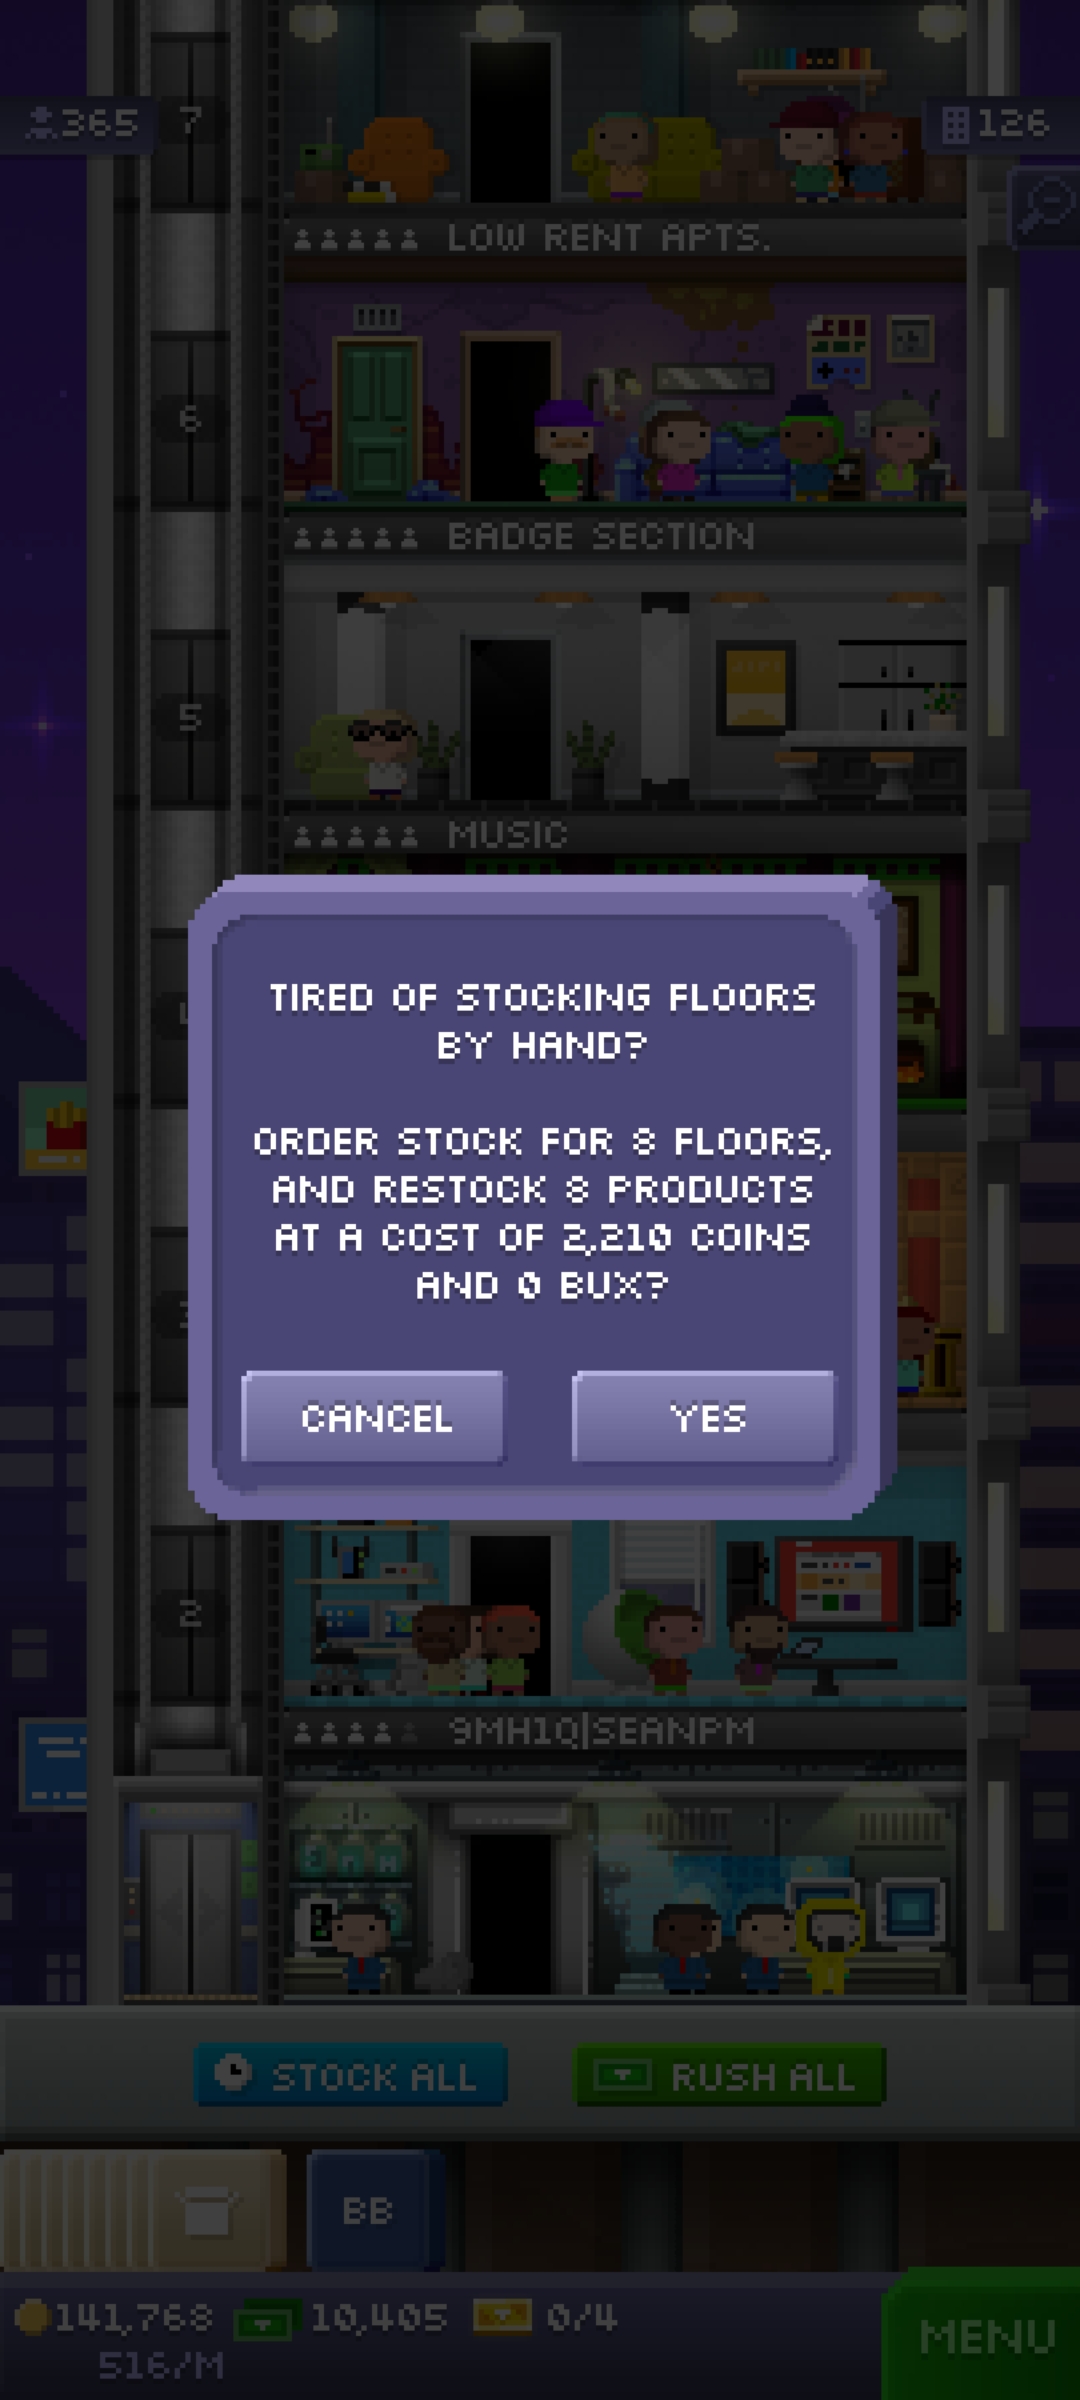 365
7
126
LOW RENT APTS.
6
BADGE SECTION
5
MUSIC
TIRED OF STOCKING FLOORS
BY HAND?
ORDER STOCK FOR 8 FLOORS,
AND RESTOCK 8 PRODUCTS
AT A COST OF 2,210 COINS
AND 0 BUX?
CANCEL
YES
2
9MH1Q|SEANPM
STOCK ALL
RUSH ALL
BB
141,768
10,405
0/4
516/M
MENU